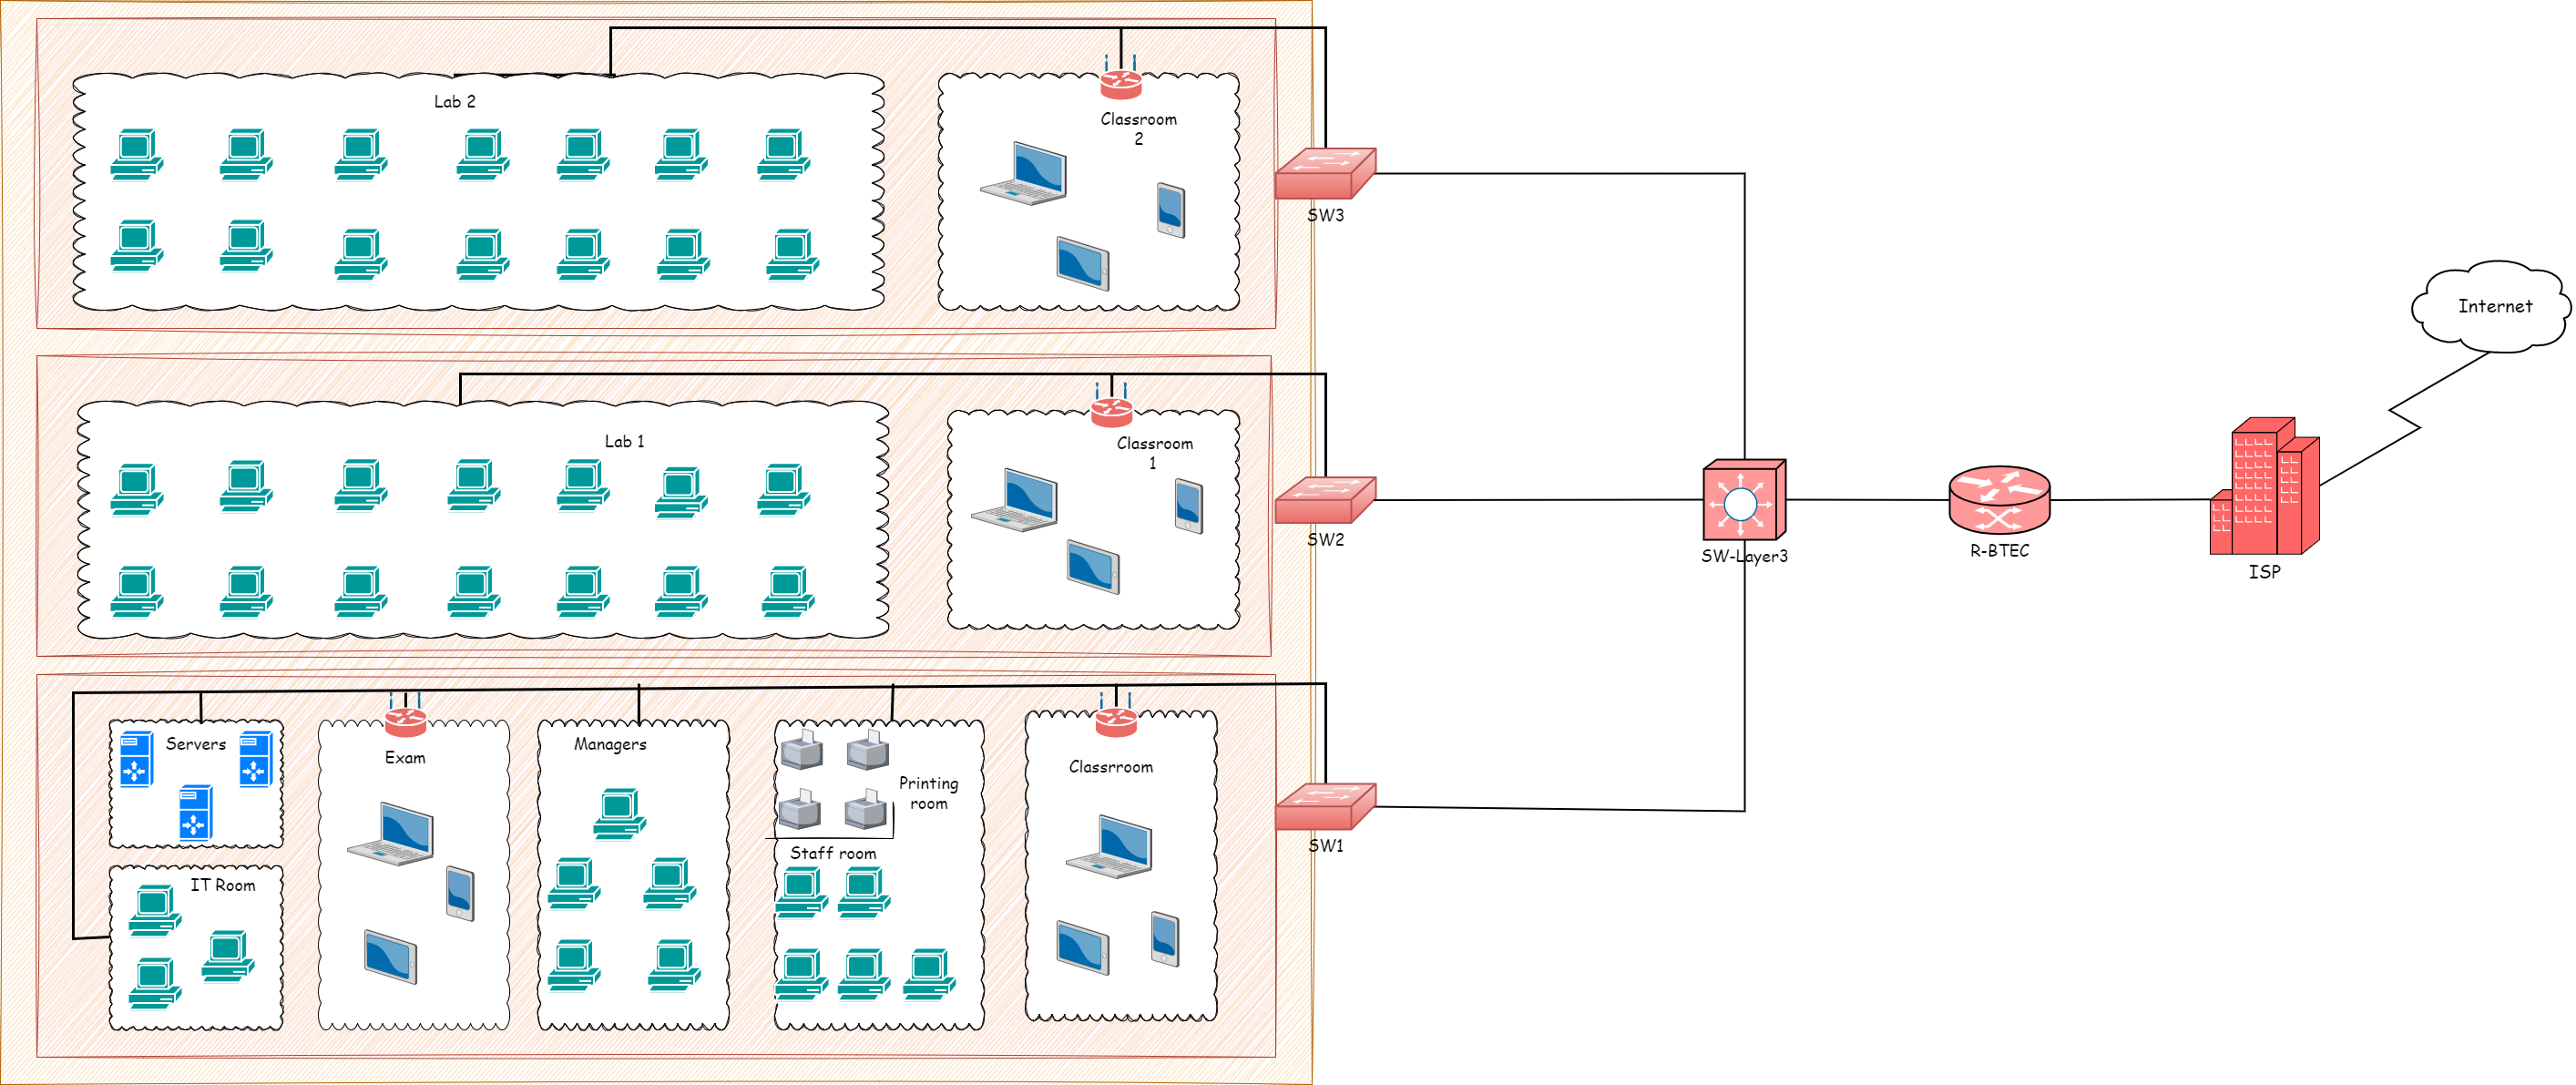 Lab 2
Classroom
2
SW3
Internet
Lab 1
Classroom
1
SW2
SW-Layer3
R-BTEC
ISP
Servers
Exam
Managers
Printing
room
Classrroom
Staff room
SW1
IT Room